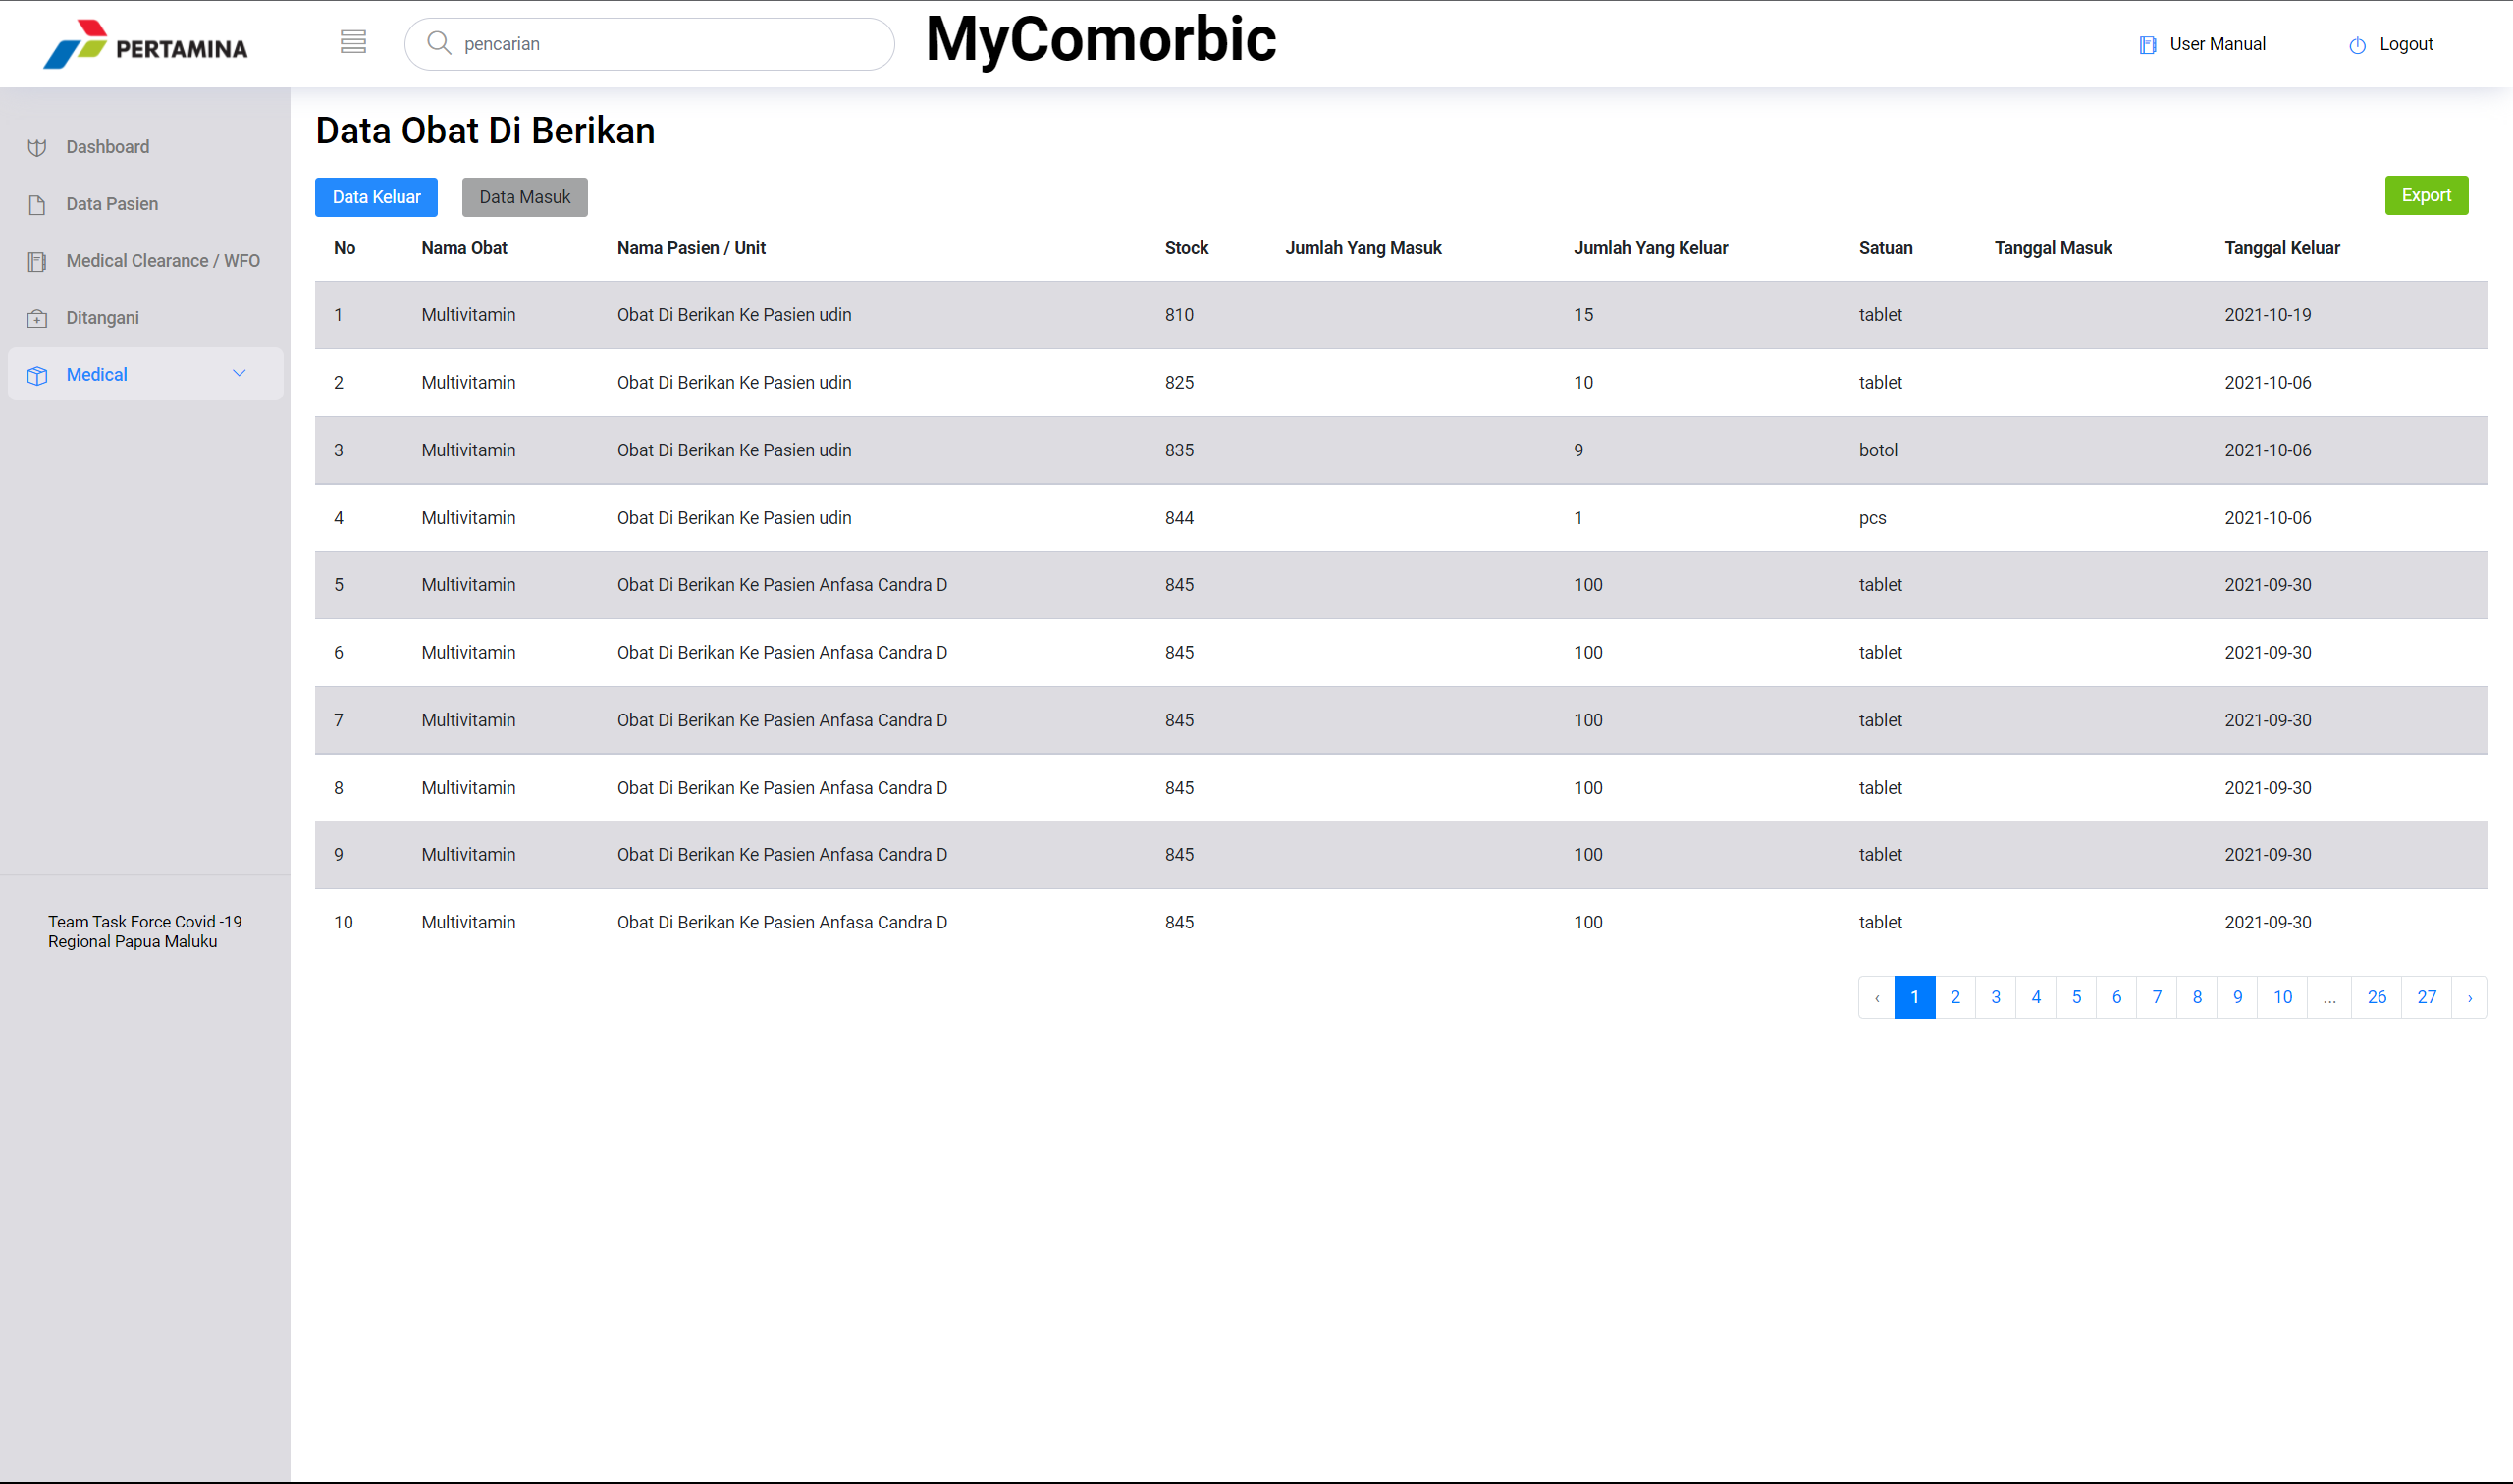 PERTAMINA
pencarian
MyComorbic
User Manual
Logout
Dashboard
Data Pasien
Medical Clearance / WFO
Ditangani
Medical
Team Task Force Covid -19
Regional Papua Maluku
Data Obat Di Berikan
Data Keluar Data Masuk Export
No Nama Obat Nama Pasien / Unit Stock Jumlah Yang Masuk Jumlah Yang Keluar Satuan Tanggal Masuk Tanggal Keluar
1 Multivitamin Obat Di Berikan Ke Pasien udin 810 15 tablet 2021-10-19
2 Multivitamin Obat Di Berikan Ke Pasien udin 825 10 tablet 2021-10-06
3 Multivitamin Obat Di Berikan Ke Pasien udin 835 9 botol 2021-10-06
4 Multivitamin Obat Di Berikan Ke Pasien udin 844 1 pcs 2021-10-06
5 Multivitamin Obat Di Berikan Ke Pasien Anfasa Candra D 845 100 tablet 2021-09-30
6 Multivitamin Obat Di Berikan Ke Pasien Anfasa Candra D 845 100 tablet 2021-09-30
7 Multivitamin Obat Di Berikan Ke Pasien Anfasa Candra D 845 100 tablet 2021-09-30
8 Multivitamin Obat Di Berikan Ke Pasien Anfasa Candra D 845 100 tablet 2021-09-30
9 Multivitamin Obat Di Berikan Ke Pasien Anfasa Candra D 845 100 tablet 2021-09-30
10 Multivitamin Obat Di Berikan Ke Pasien Anfasa Candra D 845 100 tablet 2021-09-30
‹ 1 2 3 4 5 6 7 8 9 10 ... 26 27 ›